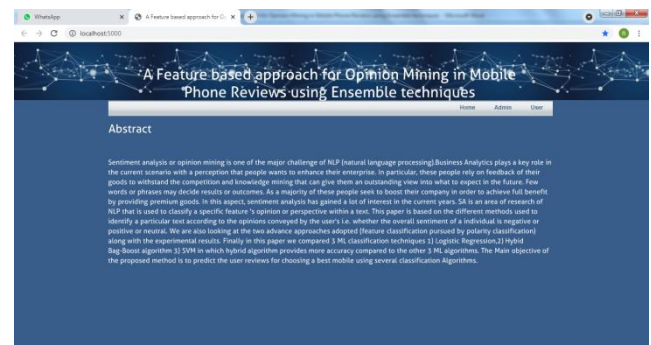 WhatsApp
A Feature based approach for O
localhost:5000
A Feature based approach for Opinion Mining in Mobile
Phone Reviews using Ensemble techniques
Home Admin User
Abstract
Sentiment analysis or opinion mining is one of the major challenge of NLP (natural language processing).Business Analytics plays a key role in
the current scenario with a perception that people wants to enhance their enterprise. In particular, these people rely on feedback of their
goods to withstand the competition and knowledge mining that can give them an outstanding view into what to expect in the future. Few
words or phrases may decide results or outcomes. As a majority of these people seek to boost their company in order to achieve full benefit
by providing premium goods. In this aspect, sentiment analysis has gained a lot of interest in the current years. SA is an area of research of
NLP that is used to classify a specific feature 's opinion or perspective within a text. This paper is based on the different methods used to
identify a particular text according to the opinions conveyed by the user's i.e. whether the overall sentiment of a individual is negative or
positive or neutral. We are also looking at the two advance approaches adopted (feature classification pursued by polarity classification)
along with the experimental results. Finally in this paper we compared 3 ML classification techniques 1) Logistic Regression,2) Hybid
Bag-Boost algorithm 3) SVM in which hybrid algorithm provides more accuracy compared to the other 3 ML algorithms. The Main objective of
the proposed method is to predict the user reviews for choosing a best mobile using several classification Algorithms.